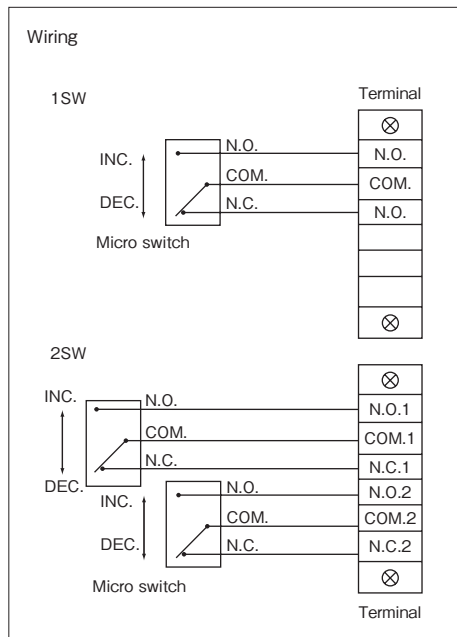 Wiring
1SW
Terminal
N.O.
N.O.
INC.
COM.
COM.
DEC.
N.C.
N.O.
Micro switch
2SW
INC.
N.O.
N.O.1
COM.
COM.1
N.C.
N.C.1
DEC.
INC.
N.O.
N.O.2
COM.
COM.2
DEC.
N.C.
N.C.2
Micro switch
Terminal